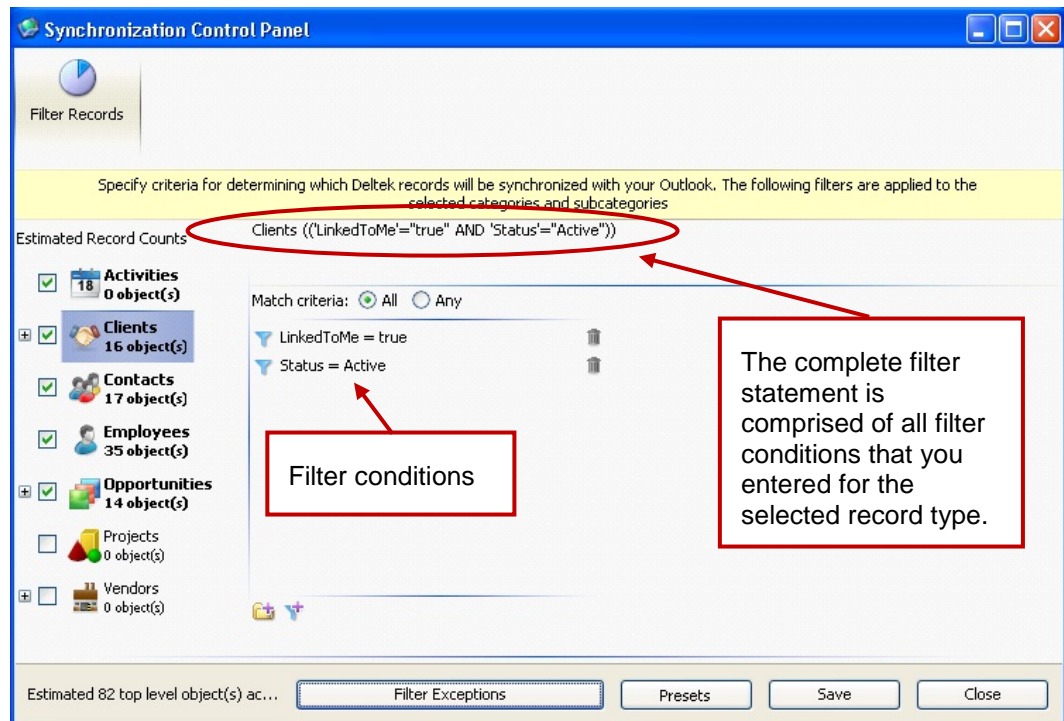 Synchronization Control Panel
Filter Records
Specify criteria for determining which Deltek records will be synchronized with your Outlook. The following filters are applied to the
selected categories and subcategories
Estimated Record Counts
Clients (('LinkedToMe'="true" AND 'Status'="Active"))
18
Activities
0 object(s)
Clients
16 object(s)
Contacts
17 object(s)
Employees
35 object(s)
Opportunities
14 object(s)
Projects
0 object(s)
Vendors
0 object(s)
Match criteria: All Any
LinkedToMe = true
Status = Active
Filter conditions
The complete filter
statement is
comprised of all filter
conditions that you
entered for the
selected record type.
Estimated 82 top level object(s) ac...
Filter Exceptions
Presets
Save
Close